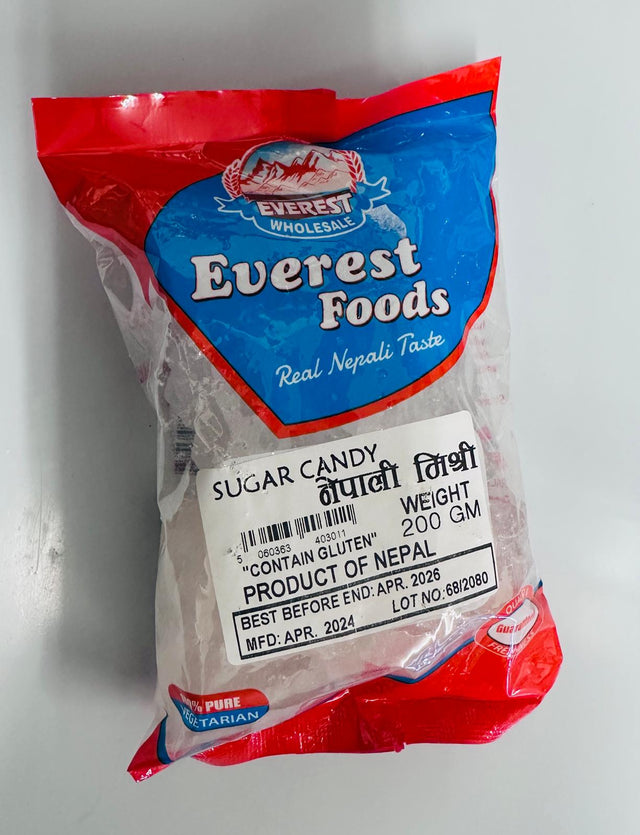 EVEREST
WHOLESALE
Everest
Foods
Real Nepali Taste
SUGAR CANDY
नेपाली मिश्री
WEIGHT
200 GM
5 060363 403011
"CONTAIN GLUTEN"
PRODUCT OF NEPAL
BEST BEFORE END: APR. 2026
MFD: APR. 2024 LOT NO: 68/2080
PURE
VEGETARIAN